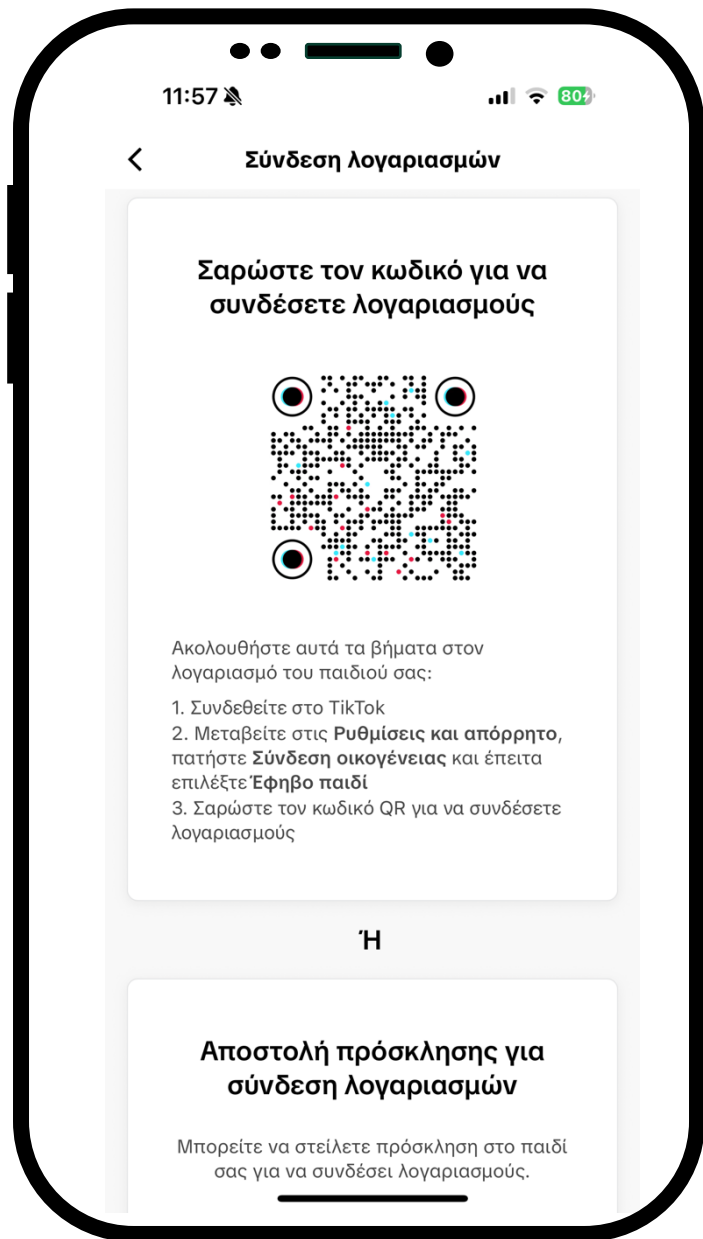 11:57
80
Σύνδεση λογαριασμών
Σαρώστε τον κωδικό για να
συνδέσετε λογαριασμούς
Ακολουθήστε αυτά τα βήματα στον
λογαριασμό του παιδιού σας:
1. Συνδεθείτε στο TikTok
2. Μεταβείτε στις Ρυθμίσεις και απόρρητο,
πατήστε Σύνδεση οικογένειας και έπειτα
επιλέξτε Έφηβο παιδί
3. Σαρώστε τον κωδικό QR για να συνδέσετε
λογαριασμούς
Ή
Αποστολή πρόσκλησης για
σύνδεση λογαριασμών
Μπορείτε να στείλετε πρόσκληση στο παιδί
σας για να συνδέσει λογαριασμούς.